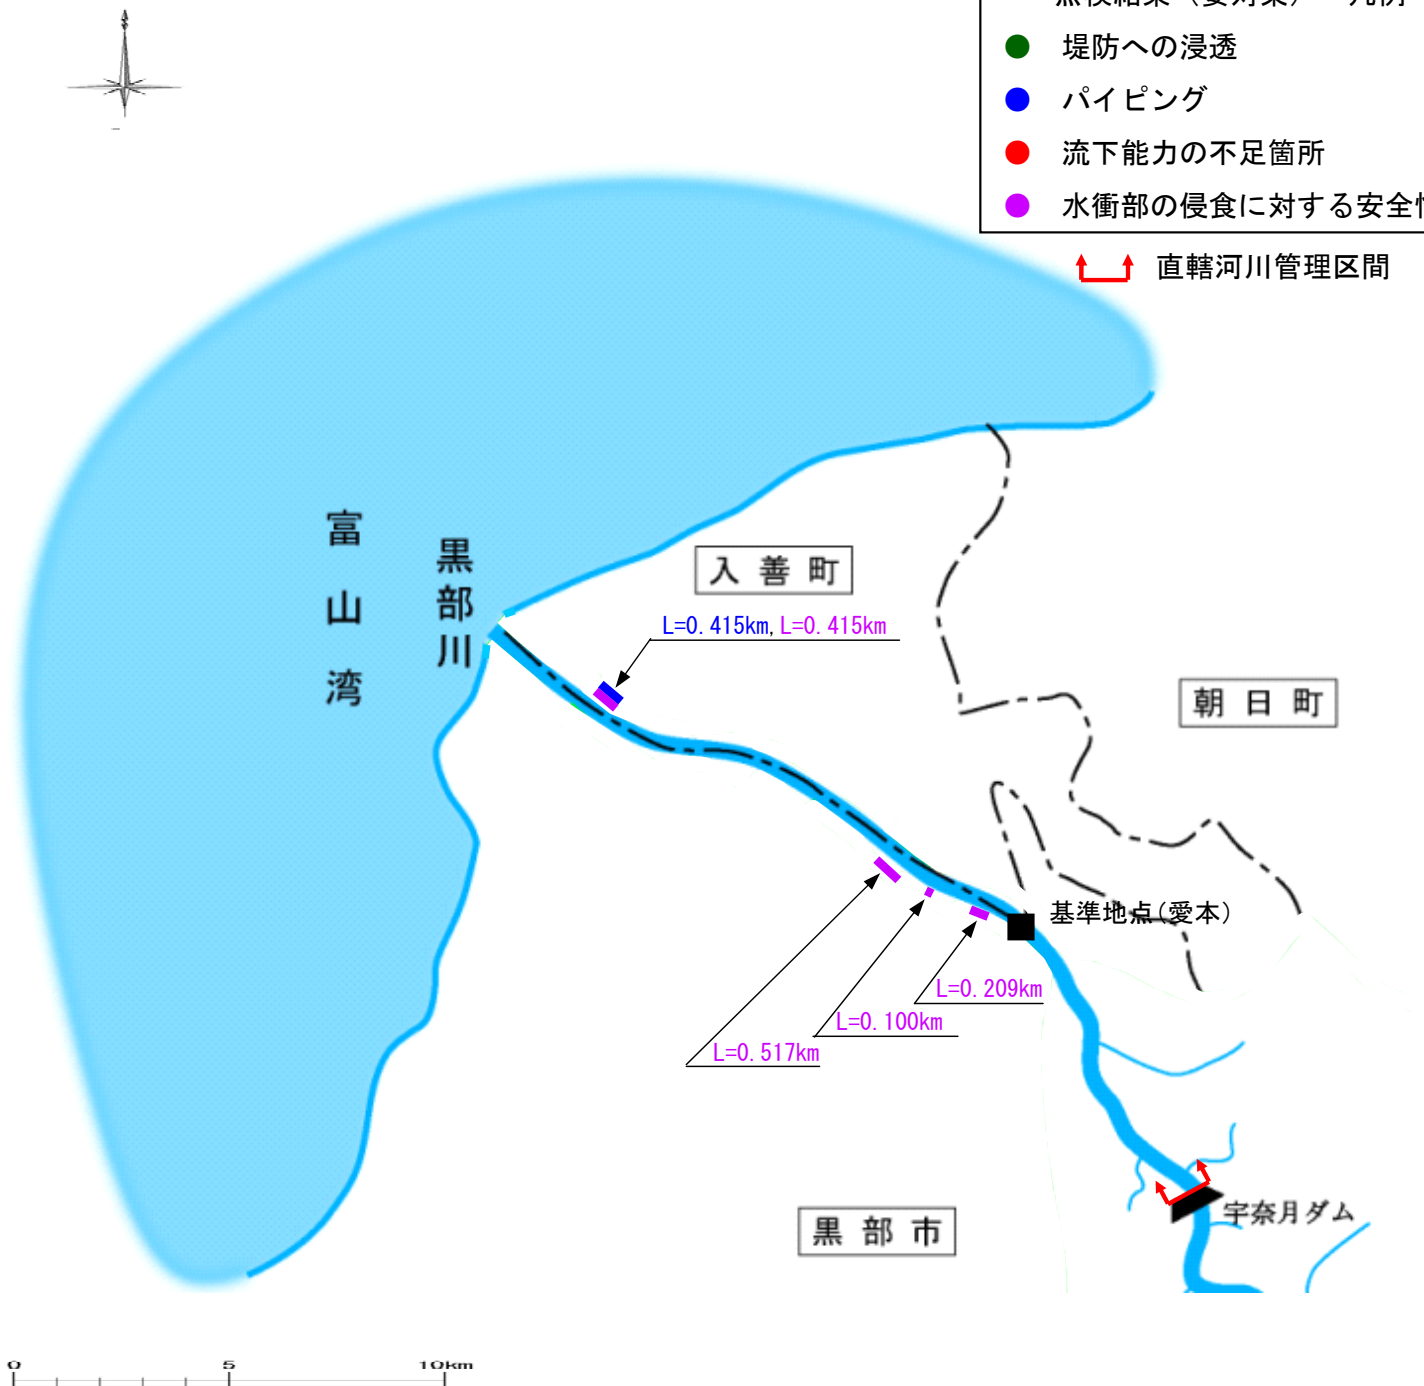 堤防への浸透
パイピング
流下能力の不足箇所
水衝部の侵食に対する安全
直轄河川管理区間
富山湾
黒部川
入善町
L=0.415km, L=0.415km
朝日町
基準地点(愛本)
L=0.209km
L=0.100km
L=0.517km
黒部市
宇奈月ダム
0 5 10km